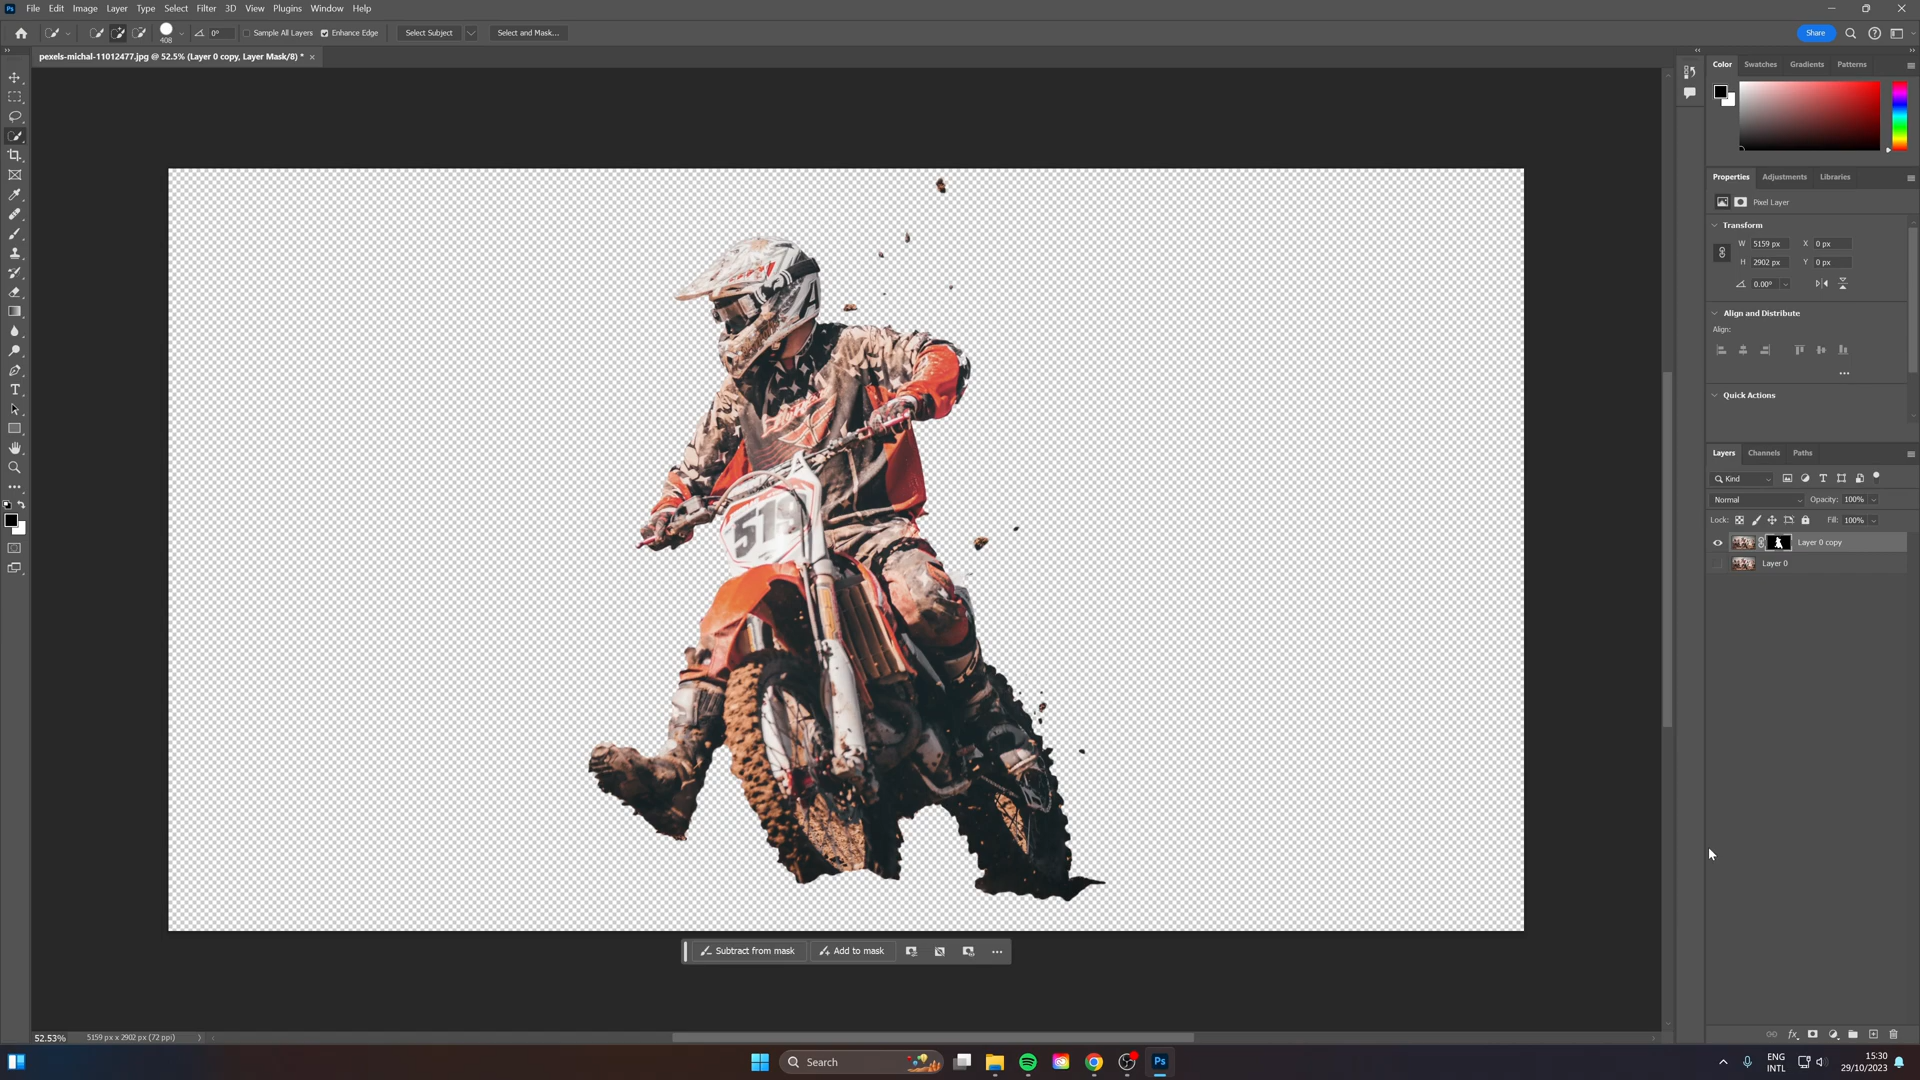 Ps File Edit Image Layer Type Select Filter 3D View Plugins Window Help
408 0° Sample All Layers Enhance Edge Select Subject Select and Mask... Share
pexels-michal-11012477.jpg @ 52.5% (Layer 0 copy, Layer Mask/8) * ×
Color Swatches Gradients Patterns
Properties Adjustments Libraries
Pixel Layer
Transform
W 5159 px X 0 px
H 2902 px Y 0 px
0.00°
Align and Distribute
Align:
Quick Actions
Layers Channels Paths
Kind
Normal Opacity: 100%
Lock: Fill: 100%
Layer 0 copy
Layer 0
519
Subtract from mask Add to mask
52.53% 5159 px x 2902 px (72 ppi)
Search Ps
ENG
INTL
15:30
29/10/2023